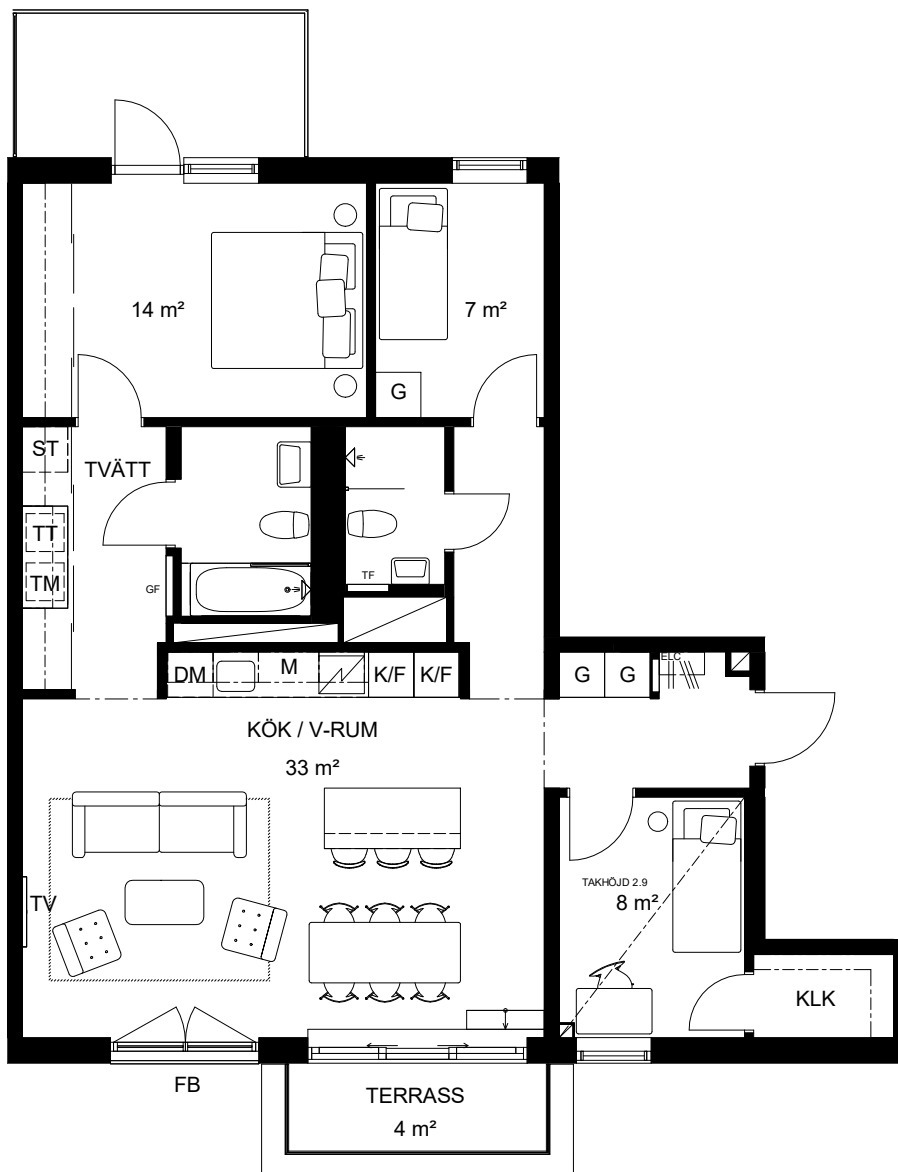 14 m²
7 m²
G
ST
TVÄTT
TT
TM
GF
TF
DM
M
K/F
K/F
G
G
ELC
KÖK / V-RUM
33 m²
TV
TAKHÖJD 2.9
8 m²
KLK
FB
TERRASS
4 m²